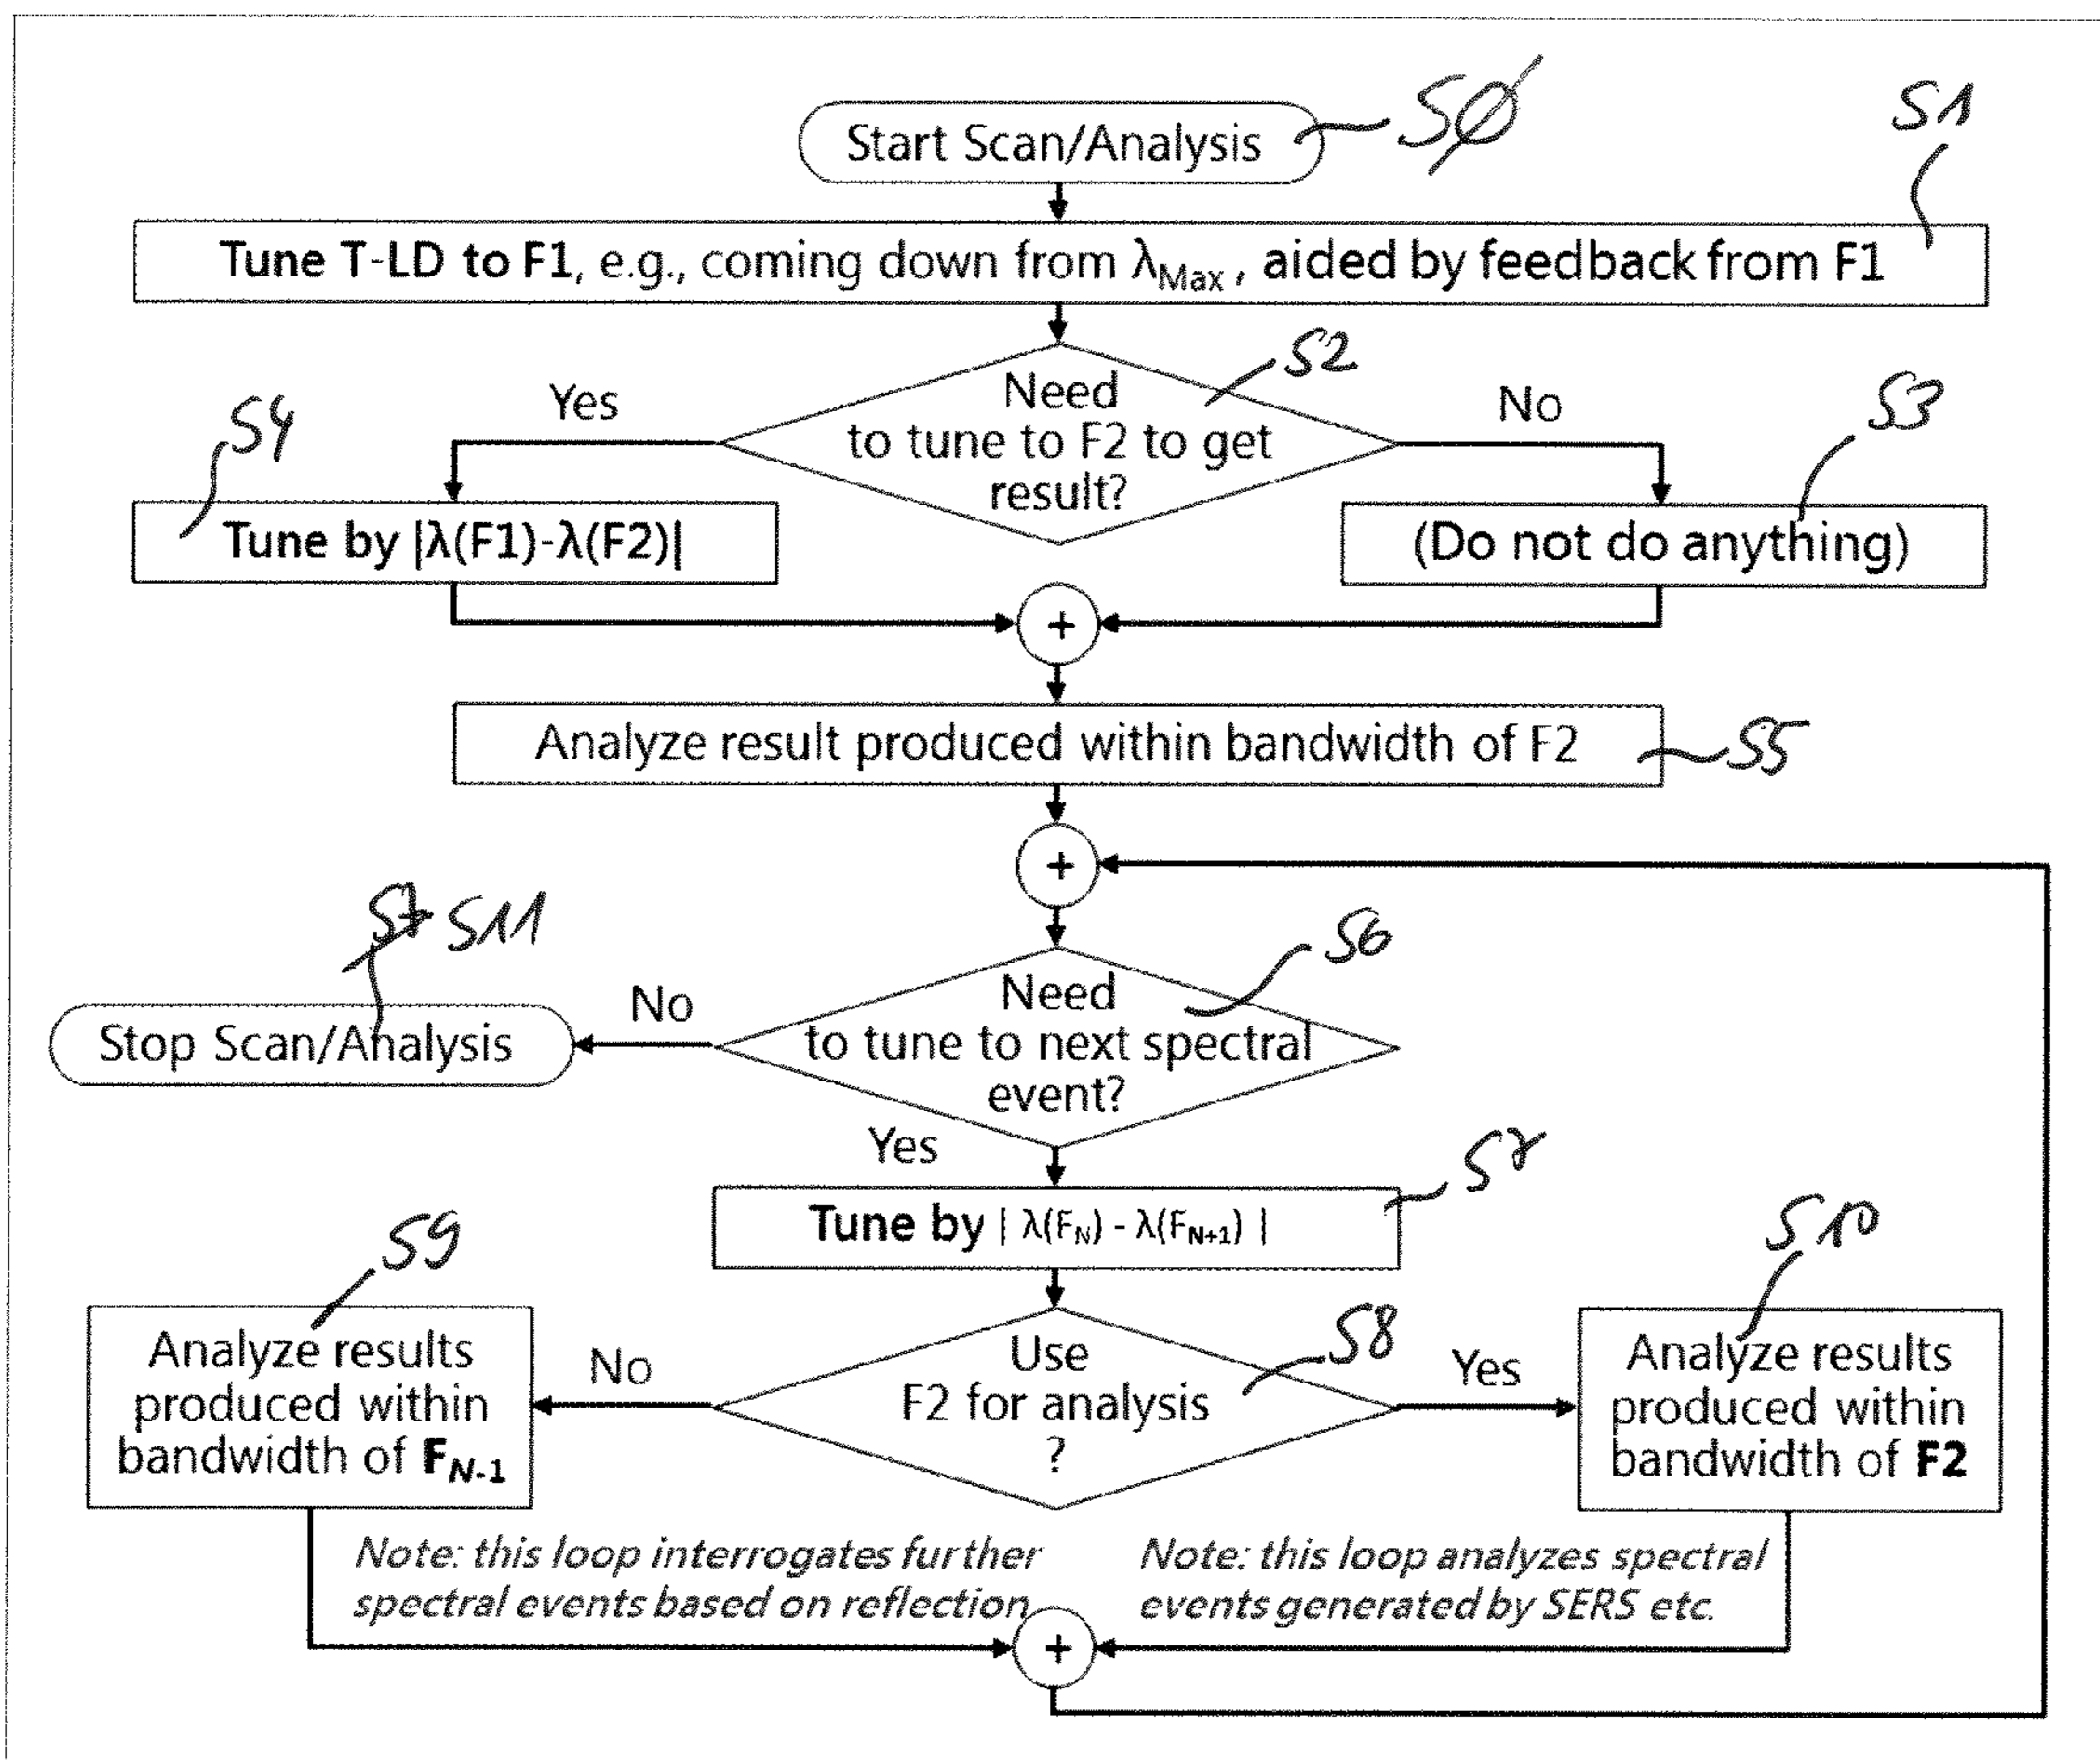 Start Scan/Analysis
S0
S1
Tune T-LD to F1, e.g., coming down from λMax, aided by feedback from F1
S2
Need
to tune to F2 to get
result?
Yes
No
S4
S3
Tune by |λ(F1)-λ(F2)|
(Do not do anything)
+
Analyze result produced within bandwidth of F2
S5
+
S7 S11
S6
Need
to tune to next spectral
event?
No
Stop Scan/Analysis
Yes
S7
Tune by | λ(FN) - λ(FN+1) |
S9
S10
S8
Use
F2 for analysis
?
No
Yes
Analyze results
produced within
bandwidth of FN-1
Analyze results
produced within
bandwidth of F2
Note: this loop interrogates further
spectral events based on reflection
Note: this loop analyzes spectral
events generated by SERS etc.
+